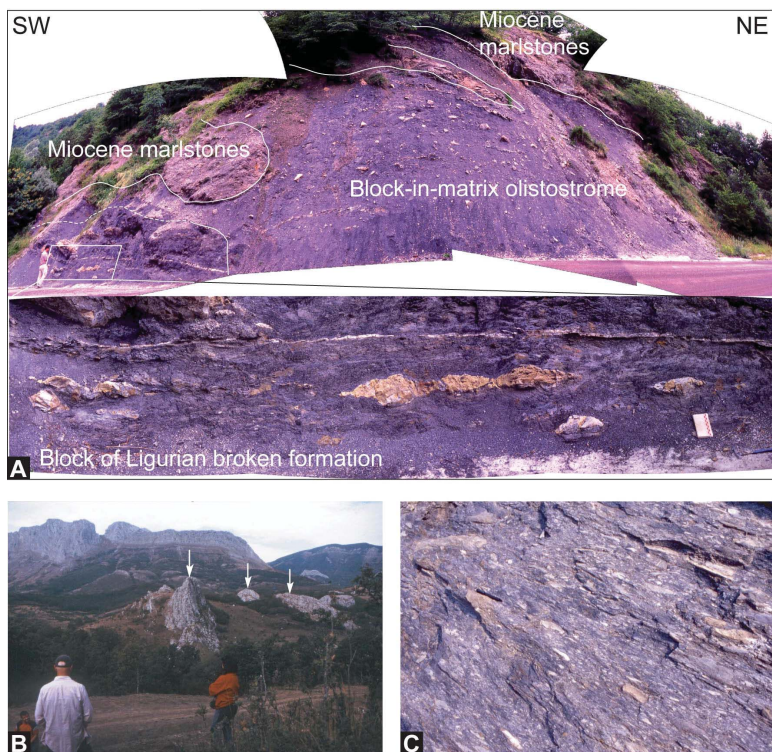 SW
Miocene
marlstones
NE
Miocene marlstones
Block-in-matrix olistostrome
Block of Ligurian broken formation
A
B
C